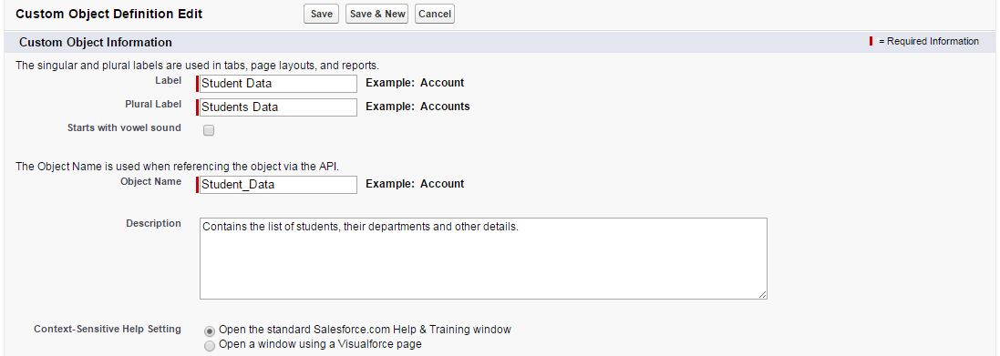 Custom Object Definition Edit Save Save & New Cancel
Custom Object Information = Required Information
The singular and plural labels are used in tabs, page layouts, and reports.
Label Student Data Example: Account
Plural Label Students Data Example: Accounts
Starts with vowel sound
The Object Name is used when referencing the object via the API.
Object Name Student_Data Example: Account
Description Contains the list of students, their departments and other details.
Context-Sensitive Help Setting Open the standard Salesforce.com Help & Training window
Open a window using a Visualforce page